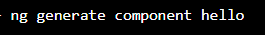 ng generate component hello